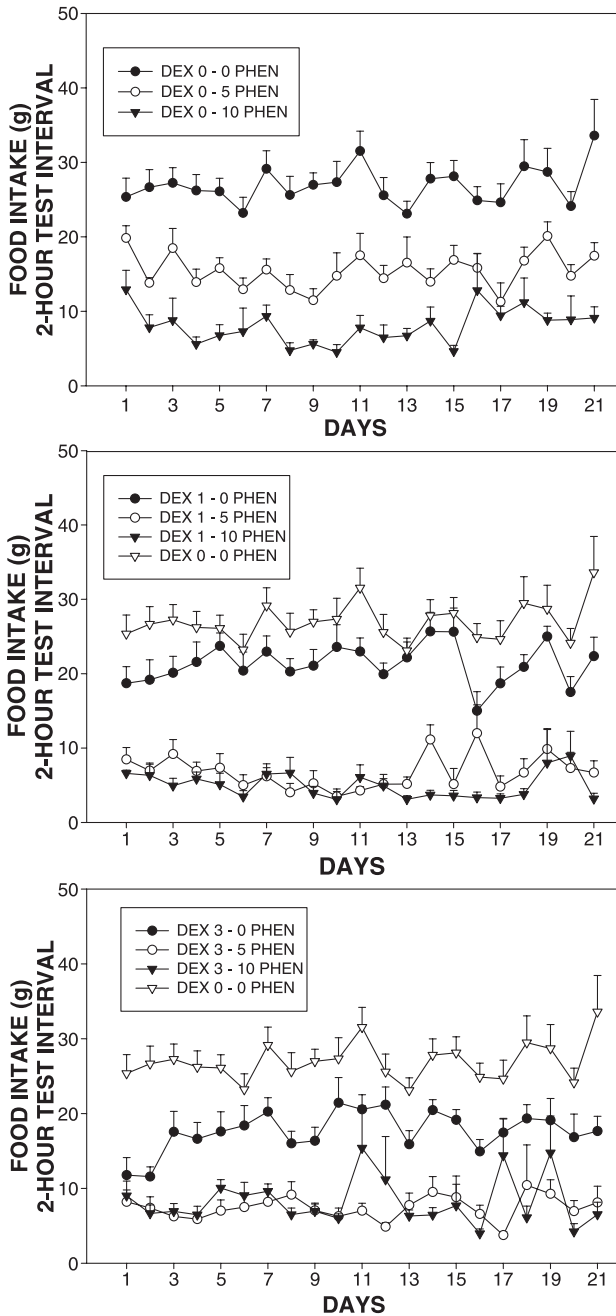 50
40
30
20
10
0
FOOD INTAKE (g)
2-HOUR TEST INTERVAL
DEX 0 - 0 PHEN
DEX 0 - 5 PHEN
DEX 0 - 10 PHEN
1 3 5 7 9 11 13 15 17 19 21
DAYS
50
40
30
20
10
0
FOOD INTAKE (g)
2-HOUR TEST INTERVAL
DEX 1 - 0 PHEN
DEX 1 - 5 PHEN
DEX 1 - 10 PHEN
DEX 0 - 0 PHEN
1 3 5 7 9 11 13 15 17 19 21
DAYS
50
40
30
20
10
0
FOOD INTAKE (g)
2-HOUR TEST INTERVAL
DEX 3 - 0 PHEN
DEX 3 - 5 PHEN
DEX 3 - 10 PHEN
DEX 0 - 0 PHEN
1 3 5 7 9 11 13 15 17 19 21
DAYS